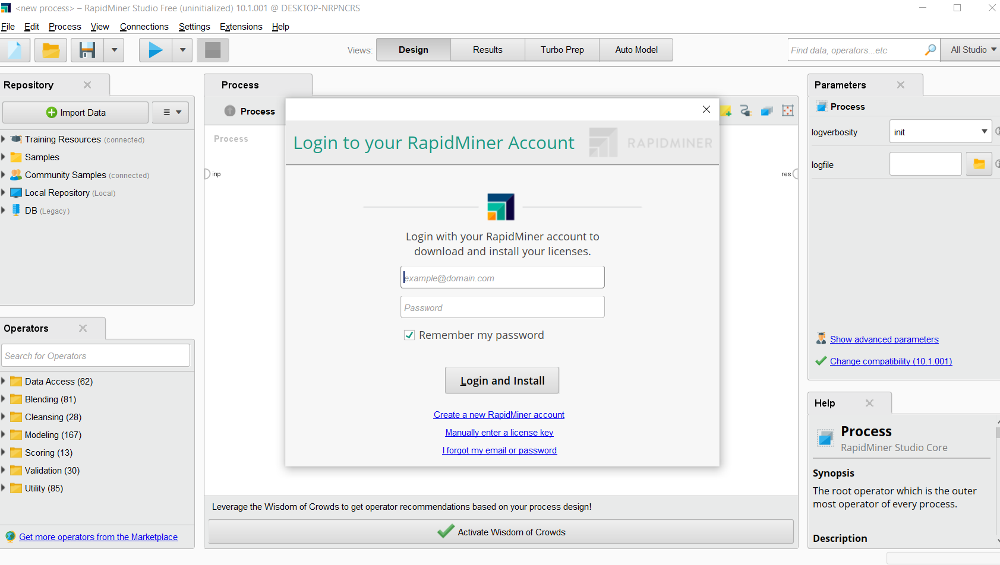 <new process> – RapidMiner Studio Free (uninitialized) 10.1.001 @ DESKTOP-NRPNCRS
File Edit Process View Connections Settings Extensions Help
Views: Design Results Turbo Prep Auto Model
Find data, operators...etc
All Studio
Repository
Import Data
Training Resources (connected)
Samples
Community Samples (connected)
Local Repository (Local)
DB (Legacy)
Operators
Search for Operators
Data Access (62)
Blending (81)
Cleansing (28)
Modeling (167)
Scoring (13)
Validation (30)
Utility (85)
Get more operators from the Marketplace
Process
Process
Process
inp
res
Login to your RapidMiner Account
RAPIDMINER
Login with your RapidMiner account to
download and install your licenses.
example@domain.com
Password
Remember my password
Login and Install
Create a new RapidMiner account
Manually enter a license key
I forgot my email or password
Leverage the Wisdom of Crowds to get operator recommendations based on your process design!
Activate Wisdom of Crowds
Parameters
Process
logverbosity
init
logfile
Show advanced parameters
Change compatibility (10.1.001)
Help
Process
RapidMiner Studio Core
Synopsis
The root operator which is the outer
most operator of every process.
Description